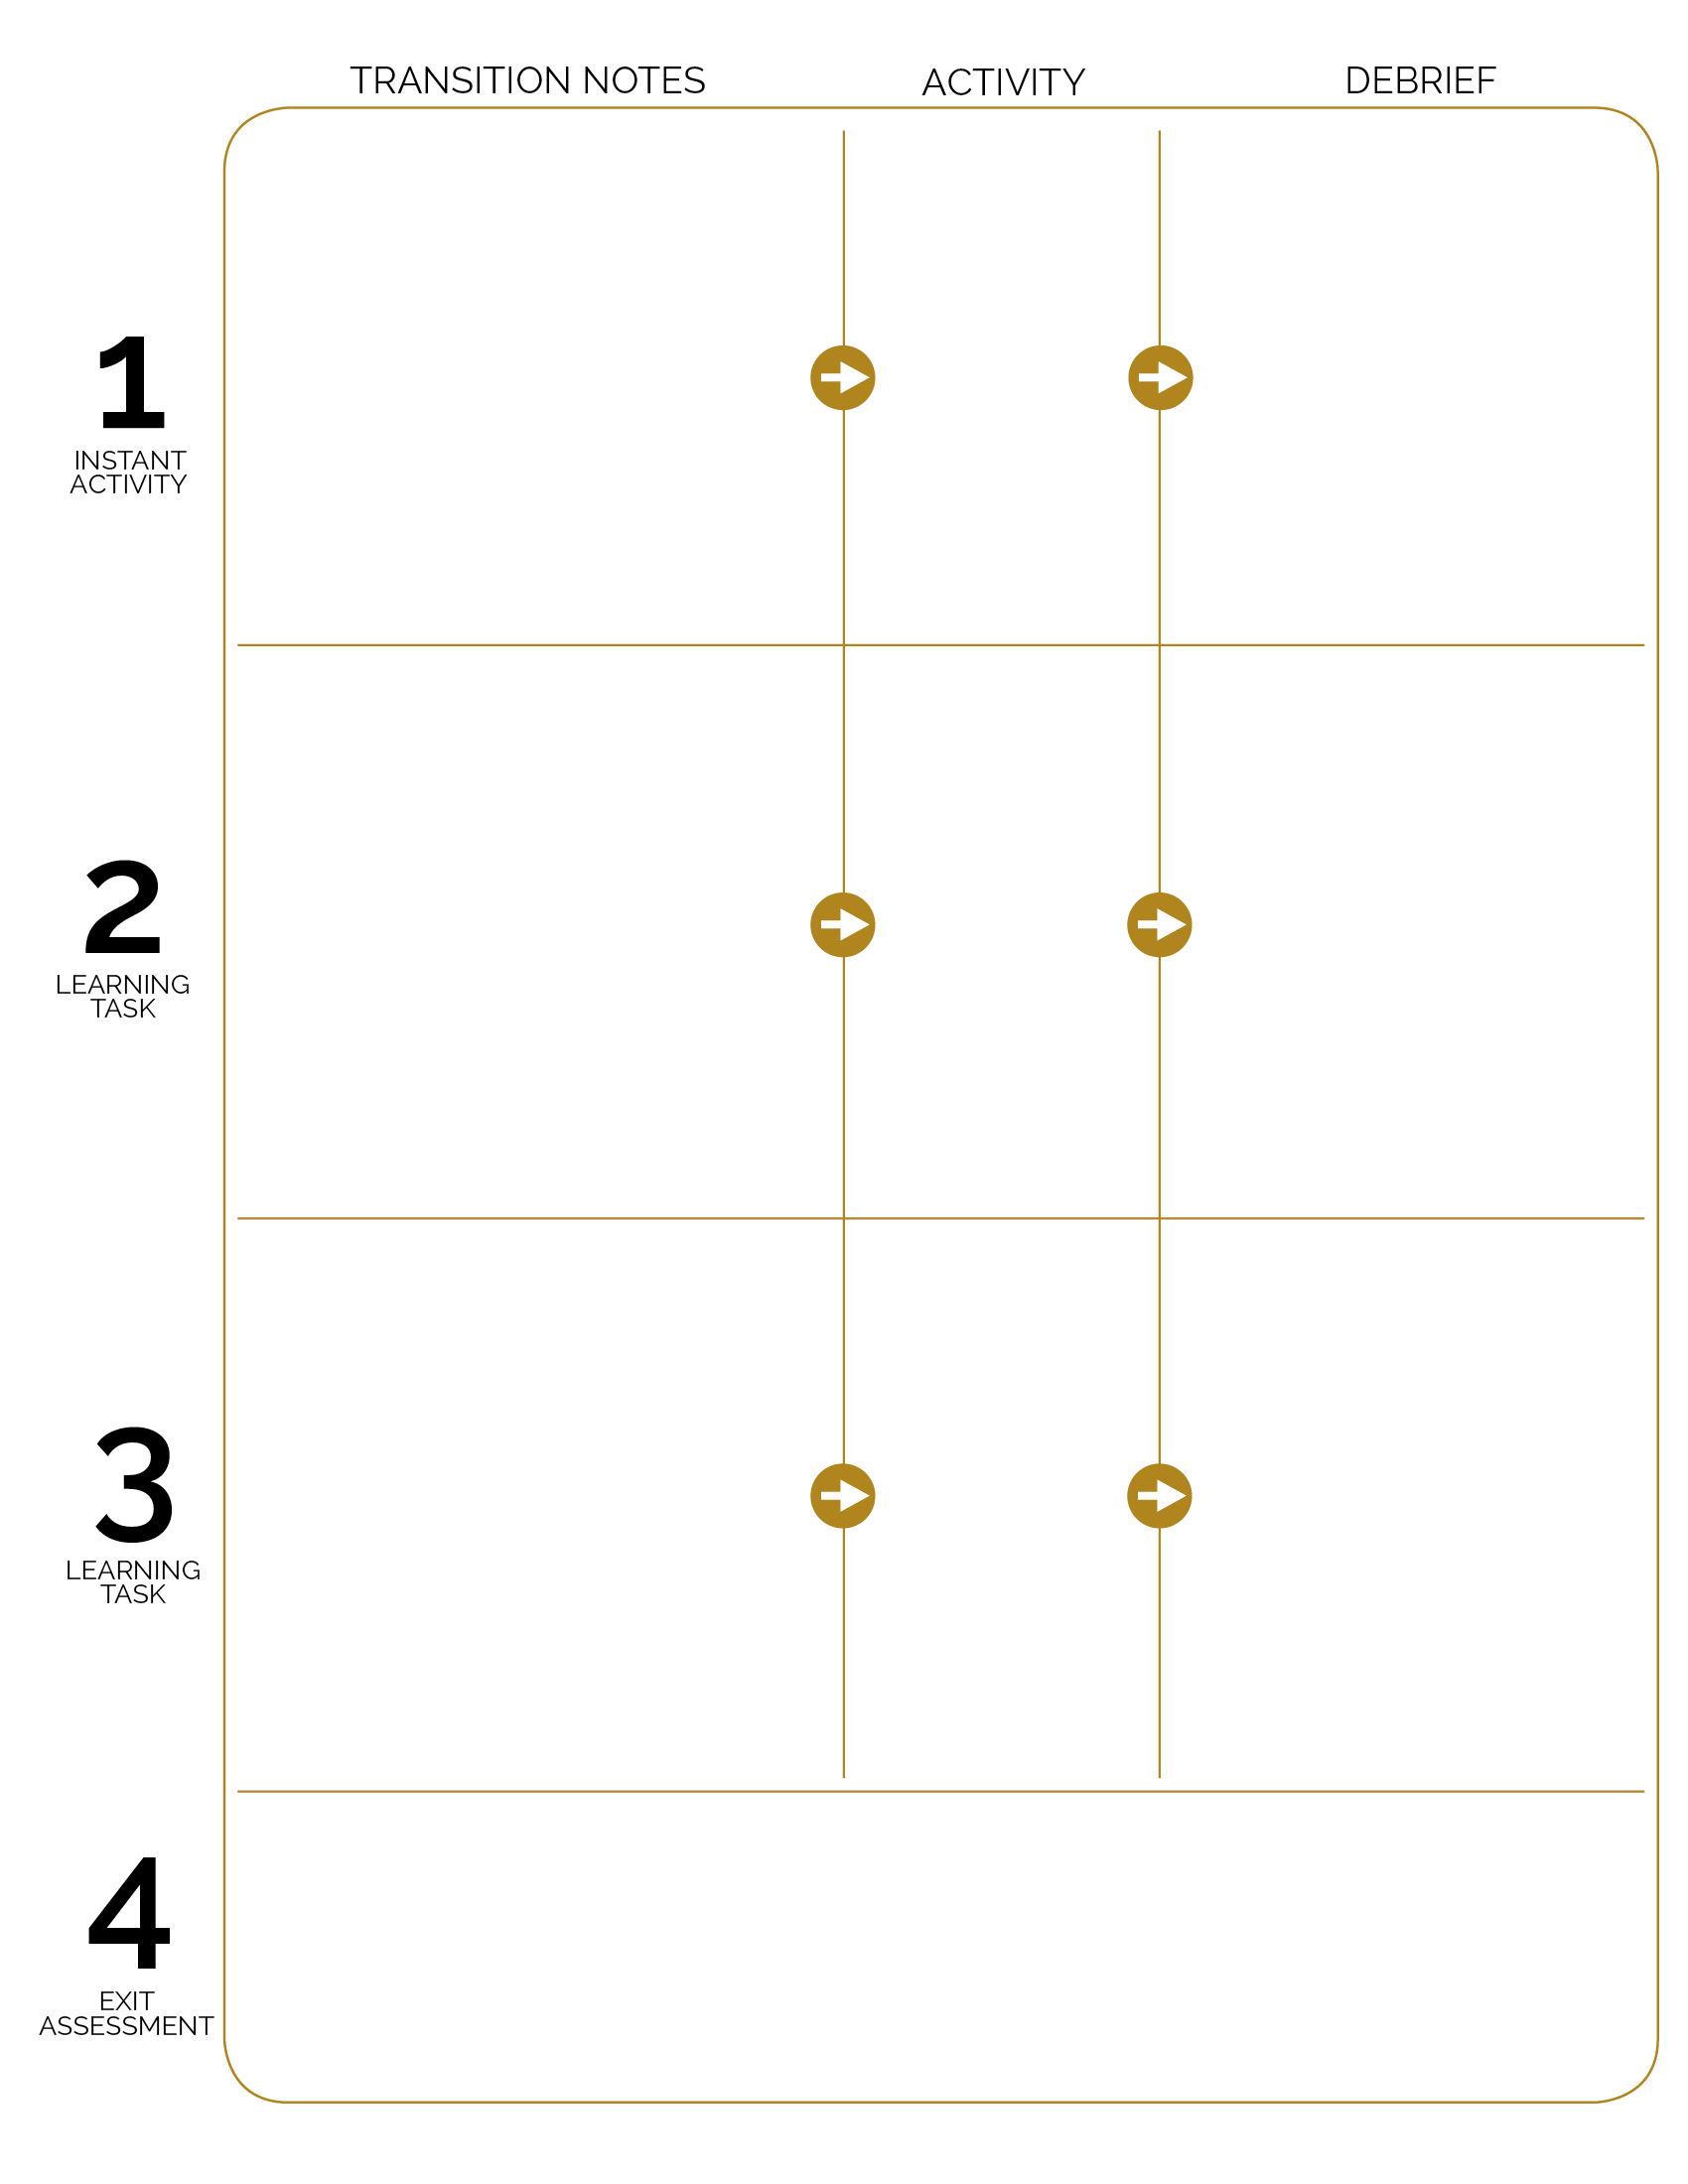 TRANSITION NOTES
ACTIVITY
DEBRIEF
1
INSTANT
ACTIVITY
2
LEARNING
TASK
3
LEARNING
TASK
4
EXIT
ASSESSMENT